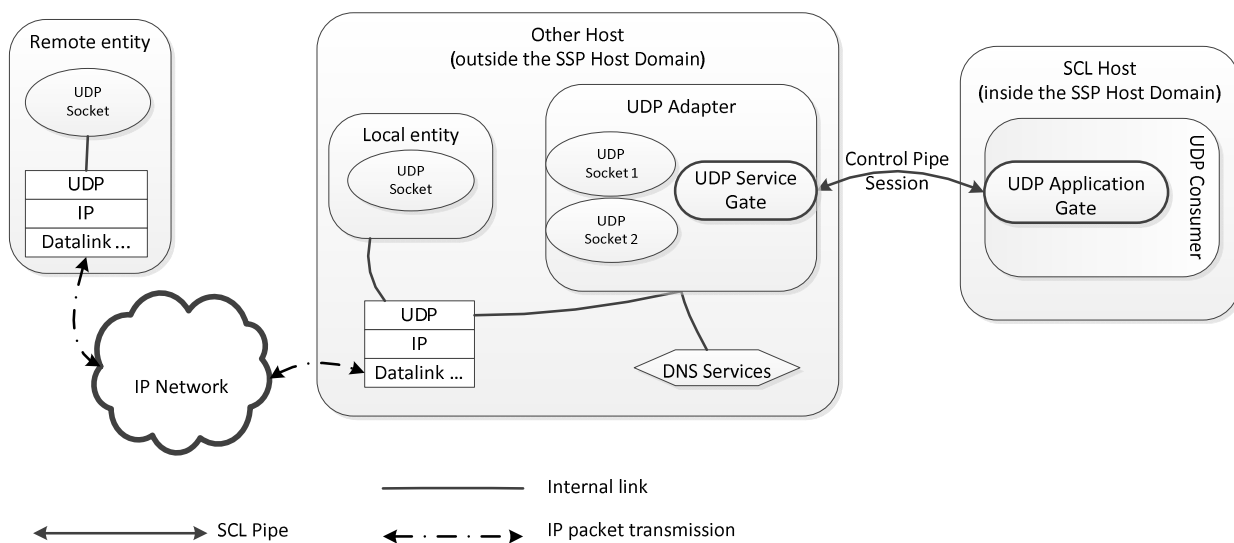 Remote entity
UDP
Socket
UDP
IP
Datalink ...
IP Network
Other Host
(outside the SSP Host Domain)
Local entity
UDP
Socket
UDP
IP
Datalink ...
UDP Adapter
UDP
Socket 1
UDP
Socket 2
UDP Service
Gate
DNS Services
Control Pipe
Session
SCL Host
(inside the SSP Host Domain)
UDP Application
Gate
UDP Consumer
Internal link
SCL Pipe
IP packet transmission